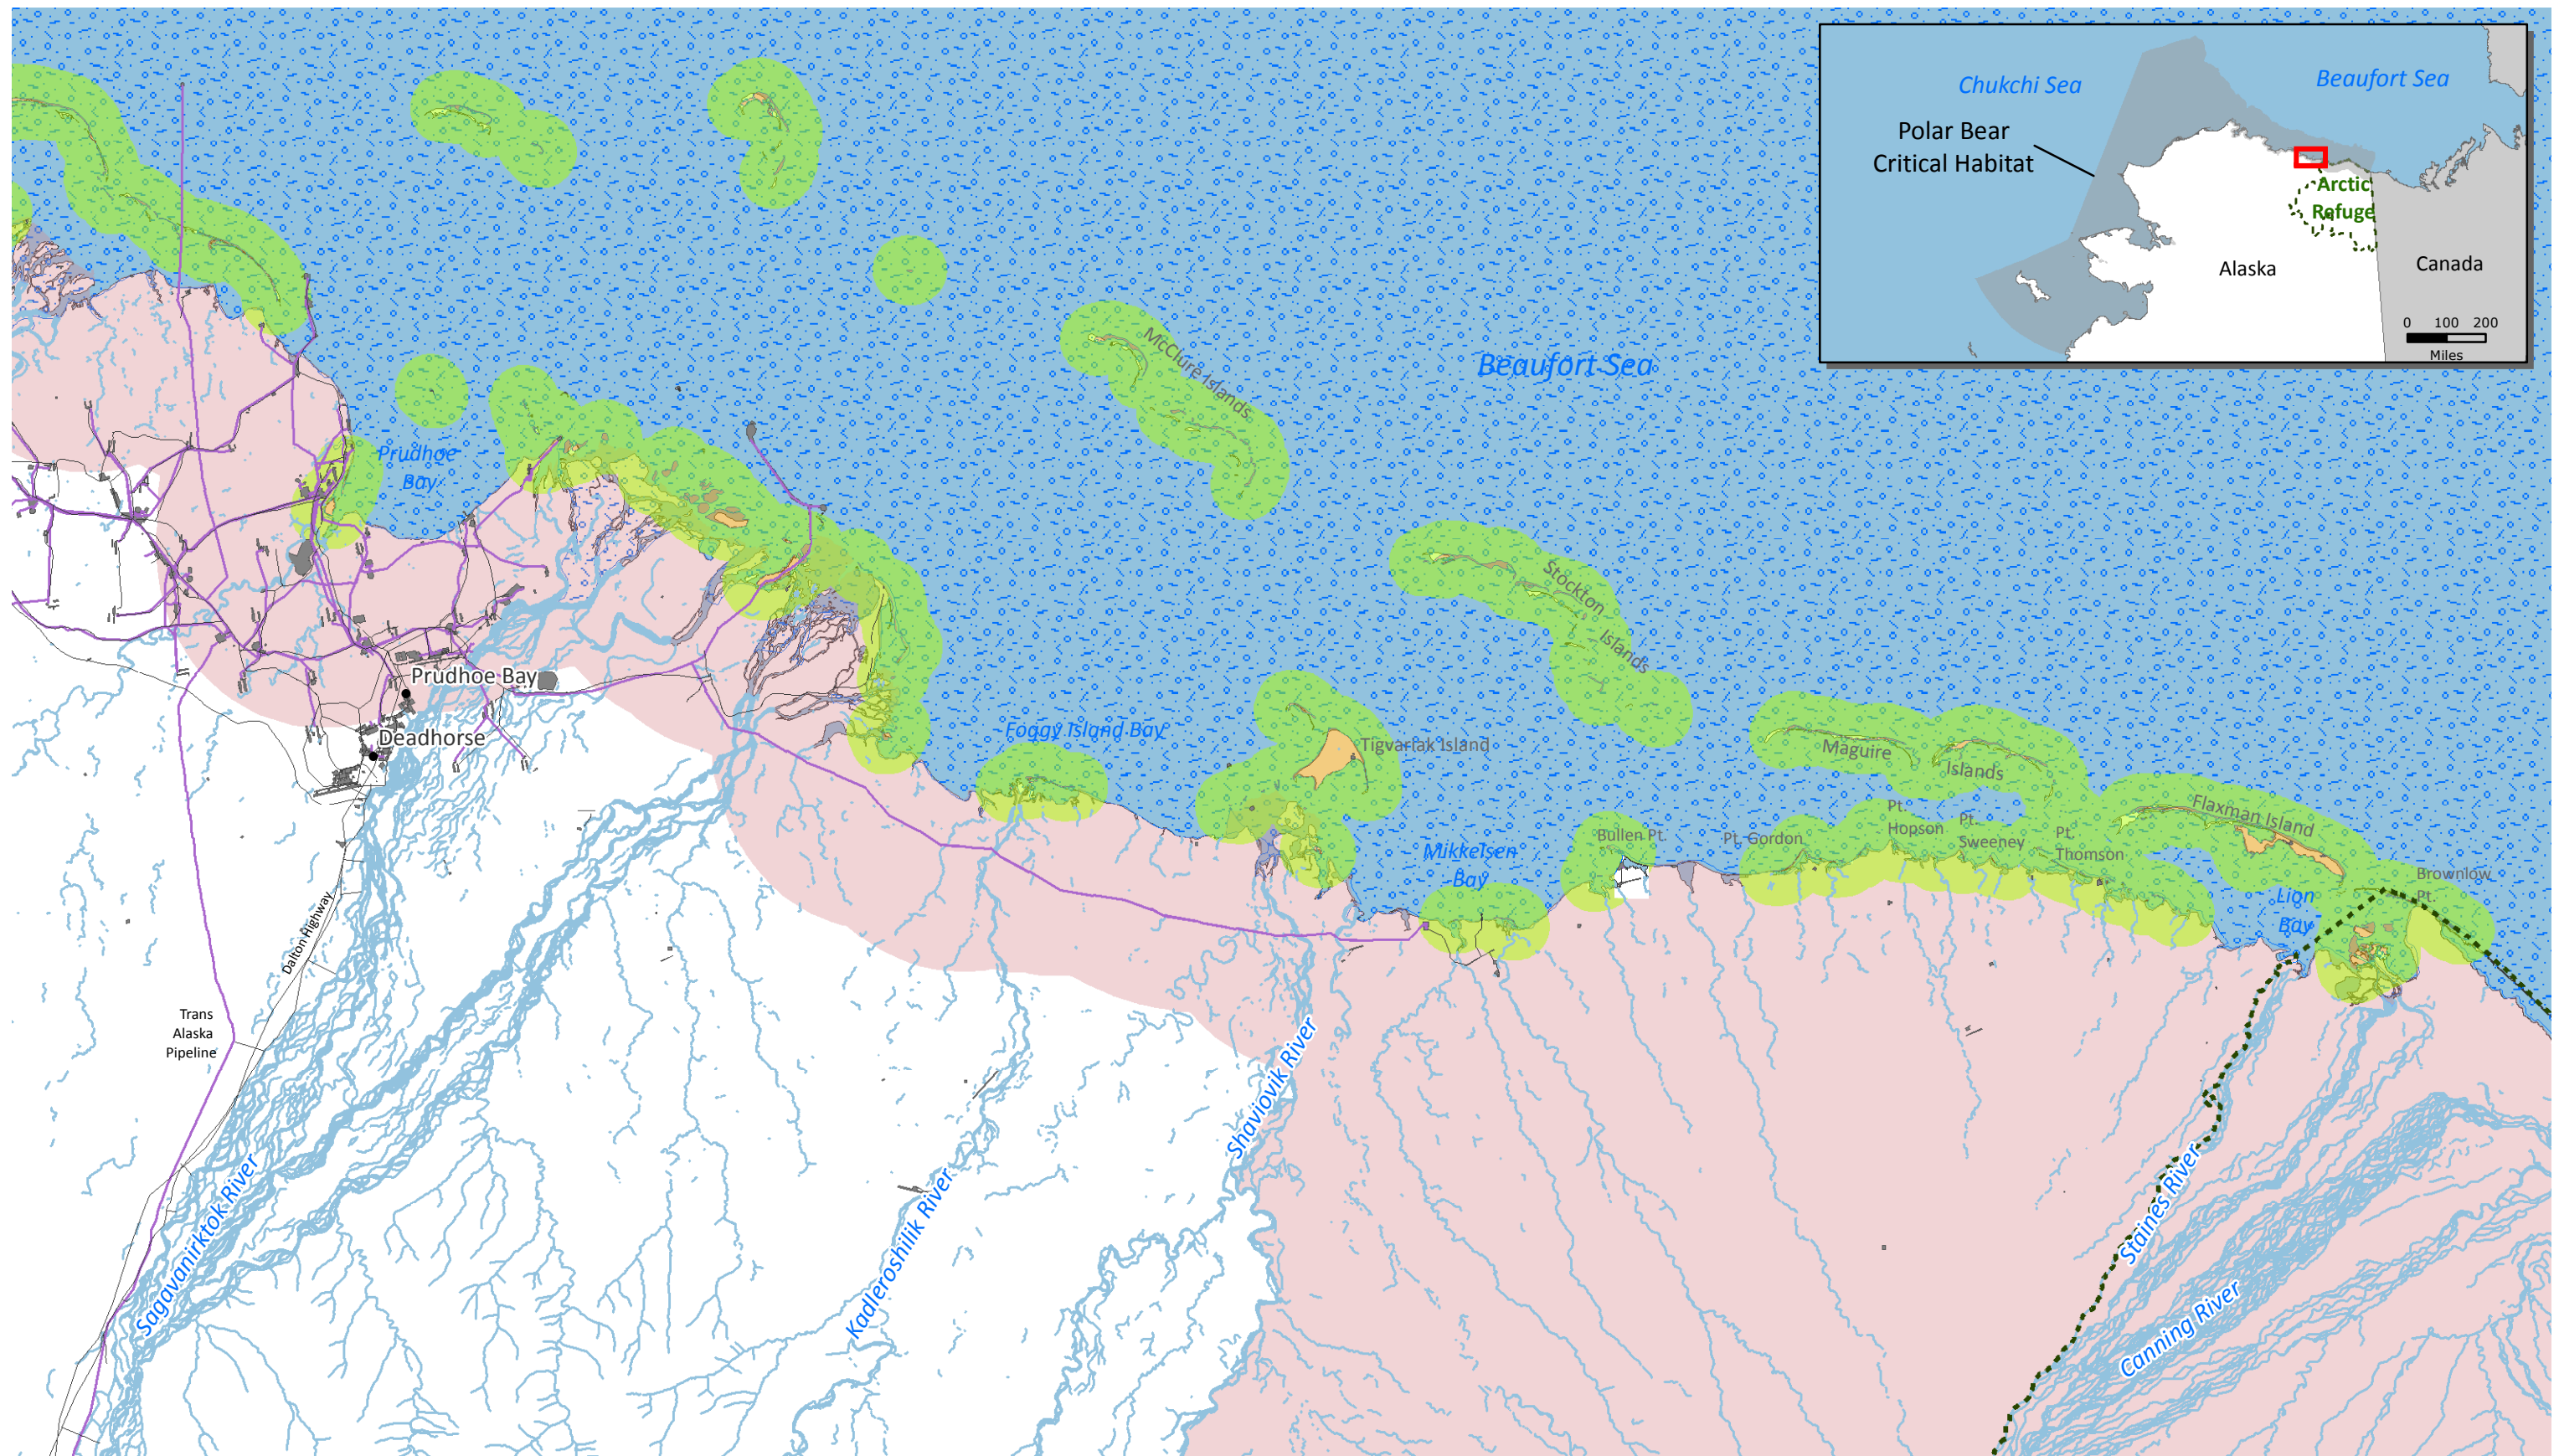 Chukchi Sea
Beaufort Sea
Polar Bear
Critical Habitat
Arctic
Refuge
Alaska
Canada
0 100 200
Miles
McClure Islands
Beaufort Sea
Prudhoe
Bay
Stockton
Islands
Prudhoe Bay
Deadhorse
Foggy Island Bay
Tigvariak Island
Maguire
Islands
Flaxman Island
Bullen Pt.
Pt. Gordon
Pt.
Hopson
Pt.
Sweeney
Pt.
Thomson
Mikkelsen
Bay
Brownlow
Pt.
Lion
Bay
Dalton Highway
Trans
Alaska
Pipeline
Sagavanirktok River
Kadleroshilik River
Shaviovik River
Staines River
Canning River